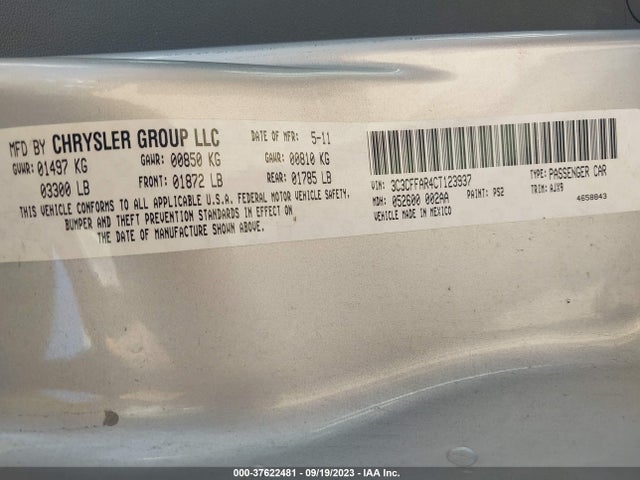 MFD BY CHRYSLER GROUP LLC DATE OF MFR: 5-11
GVWR: 01497 KG GAWR: 00850 KG GAWR: 00810 KG
03300 LB FRONT: 01872 LB REAR: 01785 LB
THIS VEHICLE CONFORMS TO ALL APPLICABLE U.S.A. FEDERAL MOTOR VEHICLE SAFETY,
BUMPER AND THEFT PREVENTION STANDARDS IN EFFECT ON
THE DATE OF MANUFACTURE SHOWN ABOVE.
VIN: 3C3CFFAR4CT123937 TYPE: PASSENGER CAR
MDH: 052600 002AA PAINT: PS2 TRIM: AJX9
VEHICLE MADE IN MEXICO 4658843
000-37622481 - 09/19/2023 - IAA Inc.